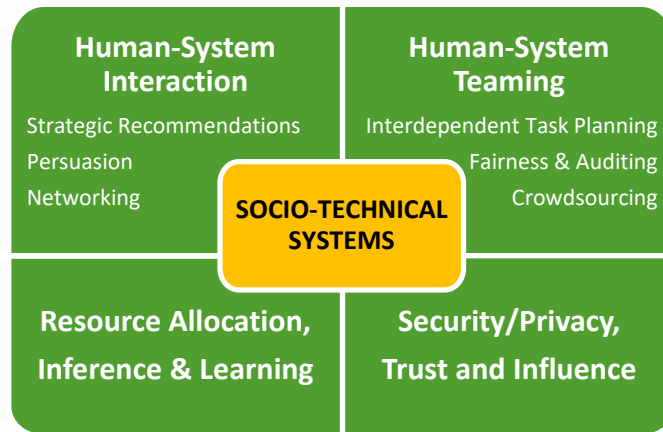 Human-System
Interaction
Strategic Recommendations
Persuasion
Networking
Human-System
Teaming
Interdependent Task Planning
Fairness & Auditing
Crowdsourcing
SOCIO-TECHNICAL
SYSTEMS
Resource Allocation,
Inference & Learning
Security/Privacy,
Trust and Influence